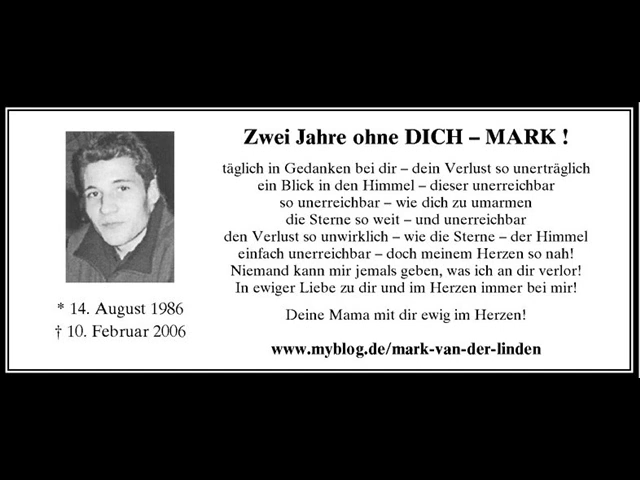 Zwei Jahre ohne DICH – MARK !
täglich in Gedanken bei dir – dein Verlust so unerträglich
ein Blick in den Himmel – dieser unerreichbar
so unerreichbar – wie dich zu umarmen
die Sterne so weit – und unerreichbar
den Verlust so unwirklich – wie die Sterne – der Himmel
einfach unerreichbar – doch meinem Herzen so nah!
Niemand kann mir jemals geben, was ich an dir verlor!
In ewiger Liebe zu dir und im Herzen immer bei mir!
Deine Mama mit dir ewig im Herzen!
www.myblog.de/mark-van-der-linden
* 14. August 1986
† 10. Februar 2006